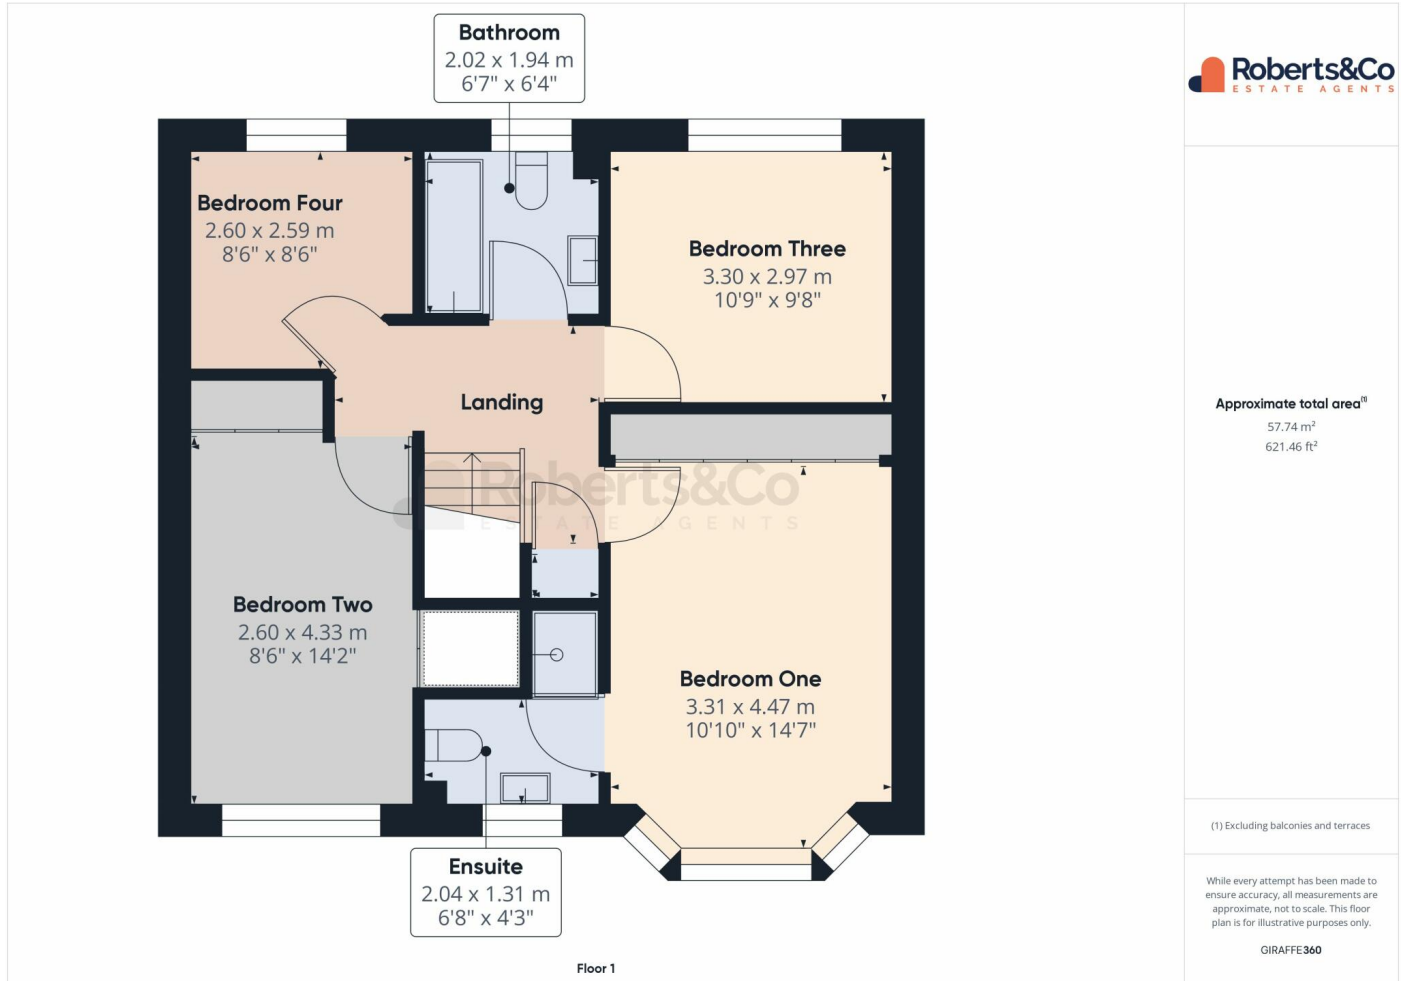 Bathroom
2.02 x 1.94 m
6'7" x 6'4"
Bedroom Four
2.60 x 2.59 m
8'6" x 8'6"
Bedroom Three
3.30 x 2.97 m
10'9" x 9'8"
Landing
Roberts&Co
ESTATE AGENTS
Bedroom Two
2.60 x 4.33 m
8'6" x 14'2"
Bedroom One
3.31 x 4.47 m
10'10" x 14'7"
Ensuite
2.04 x 1.31 m
6'8" x 4'3"
Floor 1
Roberts&Co
ESTATE AGENTS
Approximate total area(1)
57.74 m²
621.46 ft²
(1) Excluding balconies and terraces
While every attempt has been made to
ensure accuracy, all measurements are
approximate, not to scale. This floor
plan is for illustrative purposes only.
GIRAFFE360